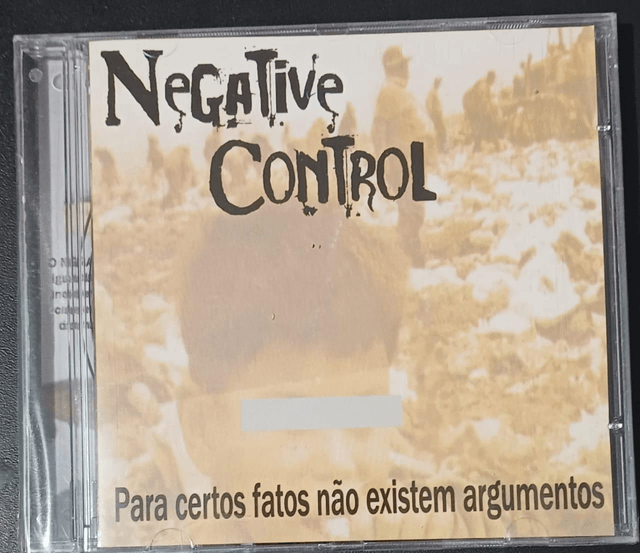 NEGATIVE
CONTROL
Para certos fatos não existem argumentos